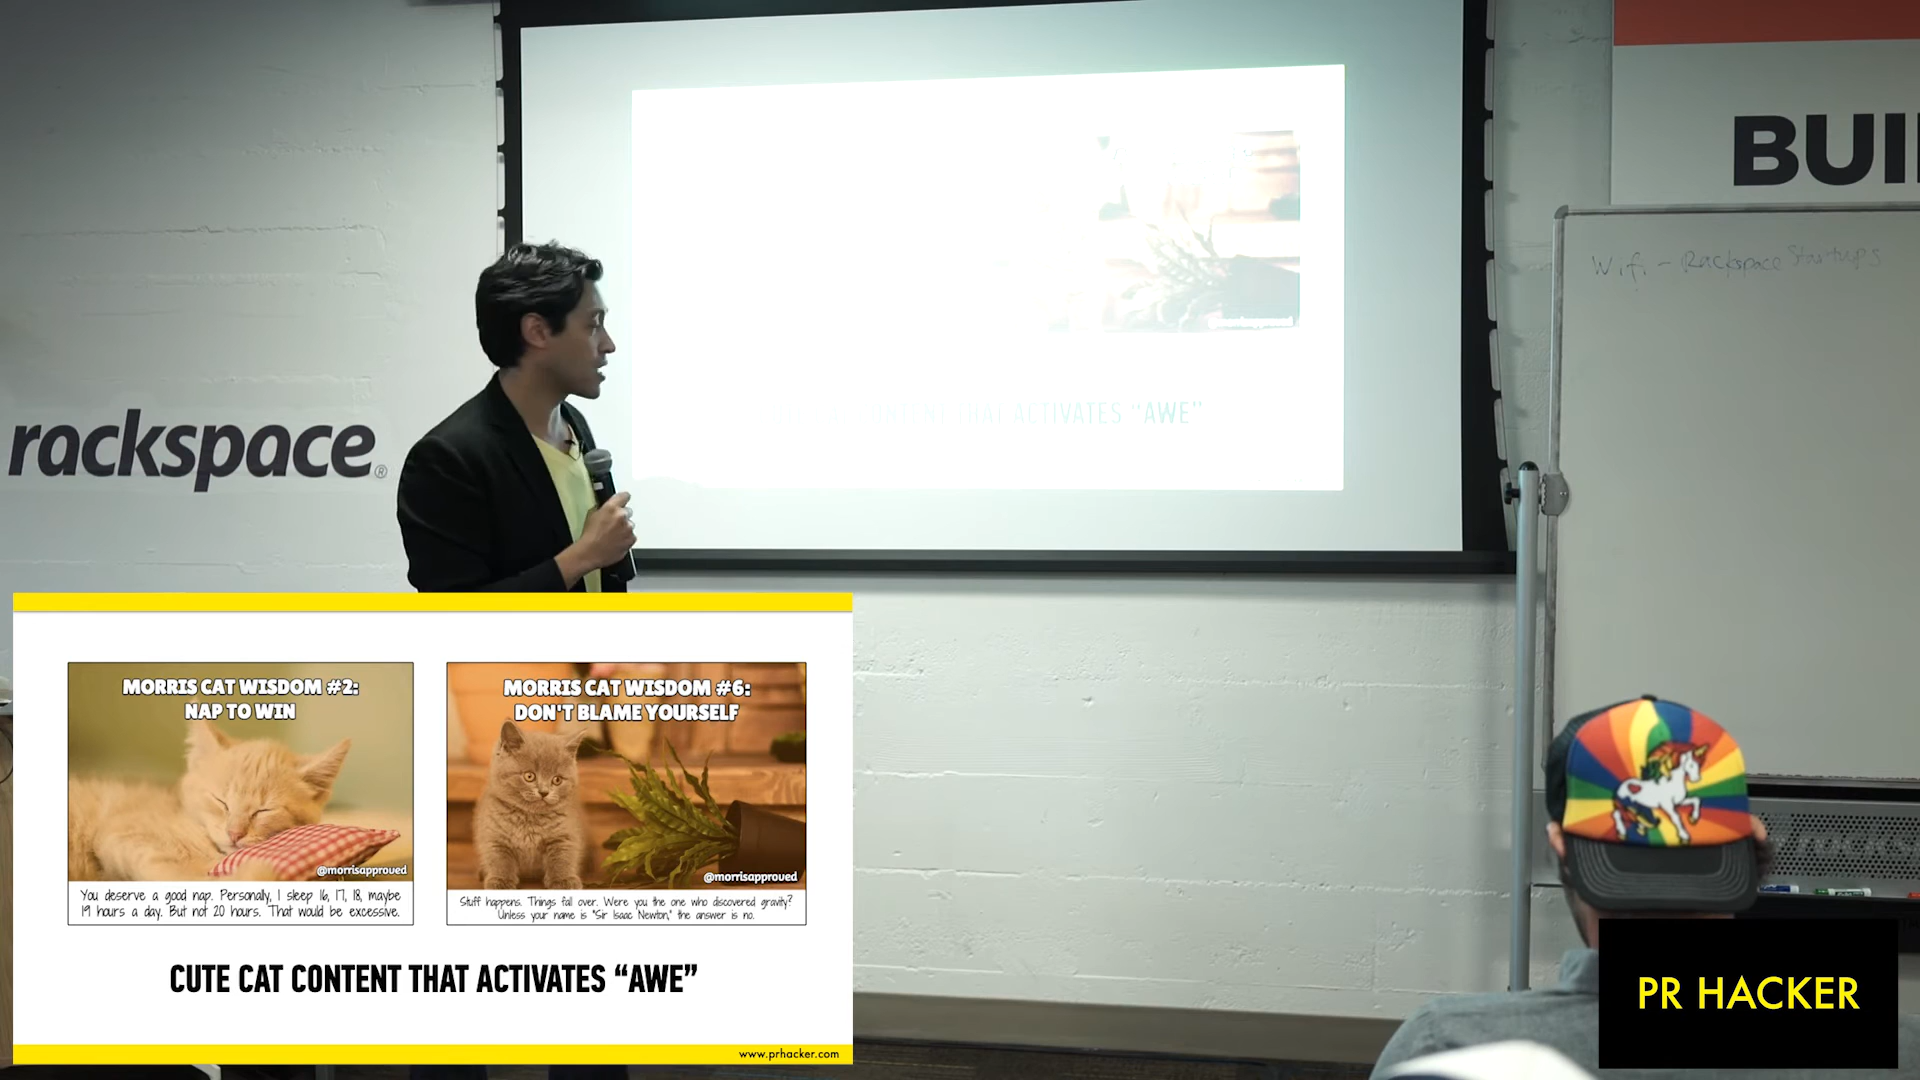 BUI
Wifi - Rackspace Startups
rackspace®
CONTENT THAT ACTIVATES “AWE”
MORRIS CAT WISDOM #2:
NAP TO WIN
@morrisapproved
You deserve a good nap. Personally, I sleep 16, 17, 18, maybe
19 hours a day. But not 20 hours. That would be excessive.
MORRIS CAT WISDOM #6:
DON'T BLAME YOURSELF
@morrisapproved
Stuff happens. Things fall over. Were you the one who discovered gravity?
Unless your name is "Sir Isaac Newton," the answer is no.
CUTE CAT CONTENT THAT ACTIVATES “AWE”
www.prhacker.com
PR HACKER